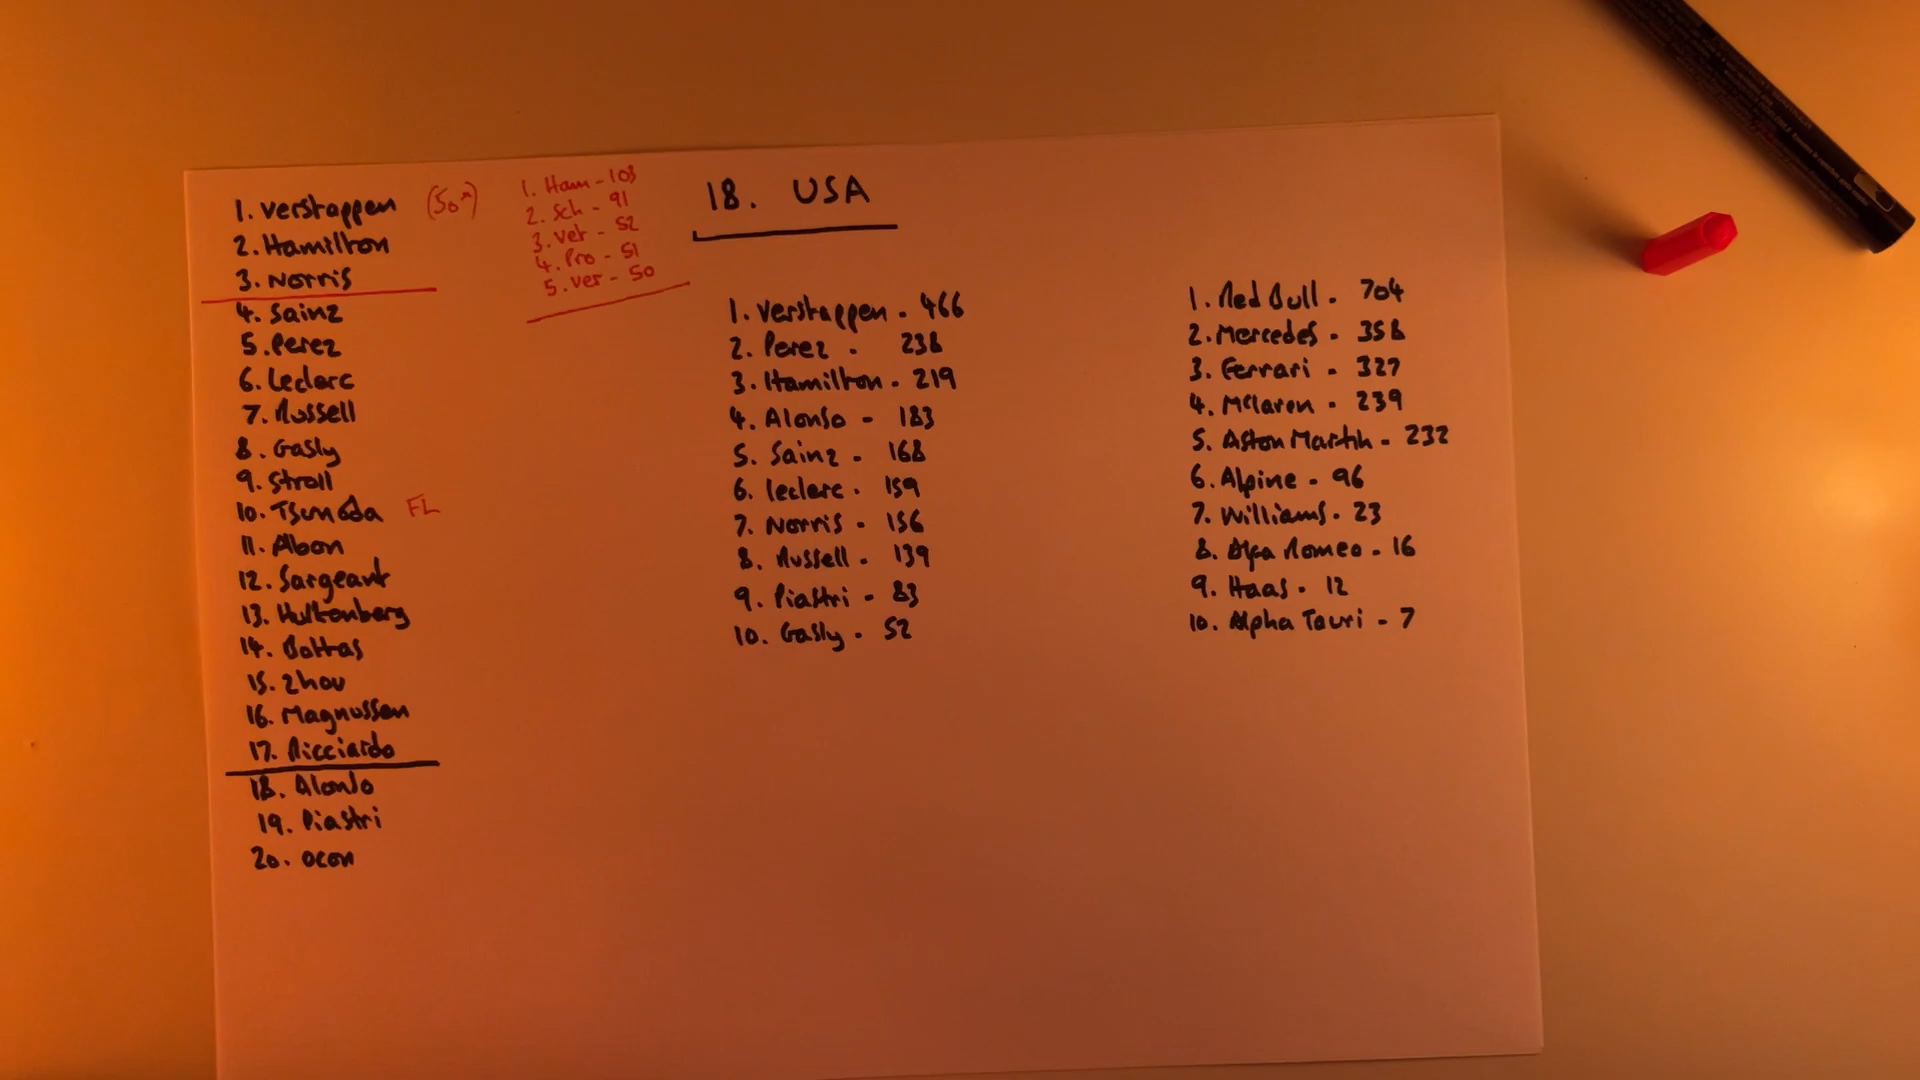 1. Verstappen (50th)
2. Hamilton
3. Norris
4. Sainz
5. Perez
6. Leclerc
7. Russell
8. Gasly
9. Stroll
10. Tsunoda FL
11. Albon
12. Sargeant
13. Hulkenberg
14. Bottas
15. Zhou
16. Magnussen
17. Ricciardo
18. Alonso
19. Piastri
20. Ocon
1. Ham - 103
2. Sch - 91
3. Vet - 52
4. Pro - 51
5. Ver - 50
18. USA
1. Verstappen - 466
2. Perez - 238
3. Hamilton - 219
4. Alonso - 183
5. Sainz - 168
6. Leclerc - 159
7. Norris - 156
8. Russell - 139
9. Piastri - 83
10. Gasly - 52
1. Red Bull - 704
2. Mercedes - 358
3. Ferrari - 327
4. McLaren - 239
5. Aston Martin - 232
6. Alpine - 96
7. Williams - 23
8. Alfa Romeo - 16
9. Haas - 12
10. Alpha Tauri - 7